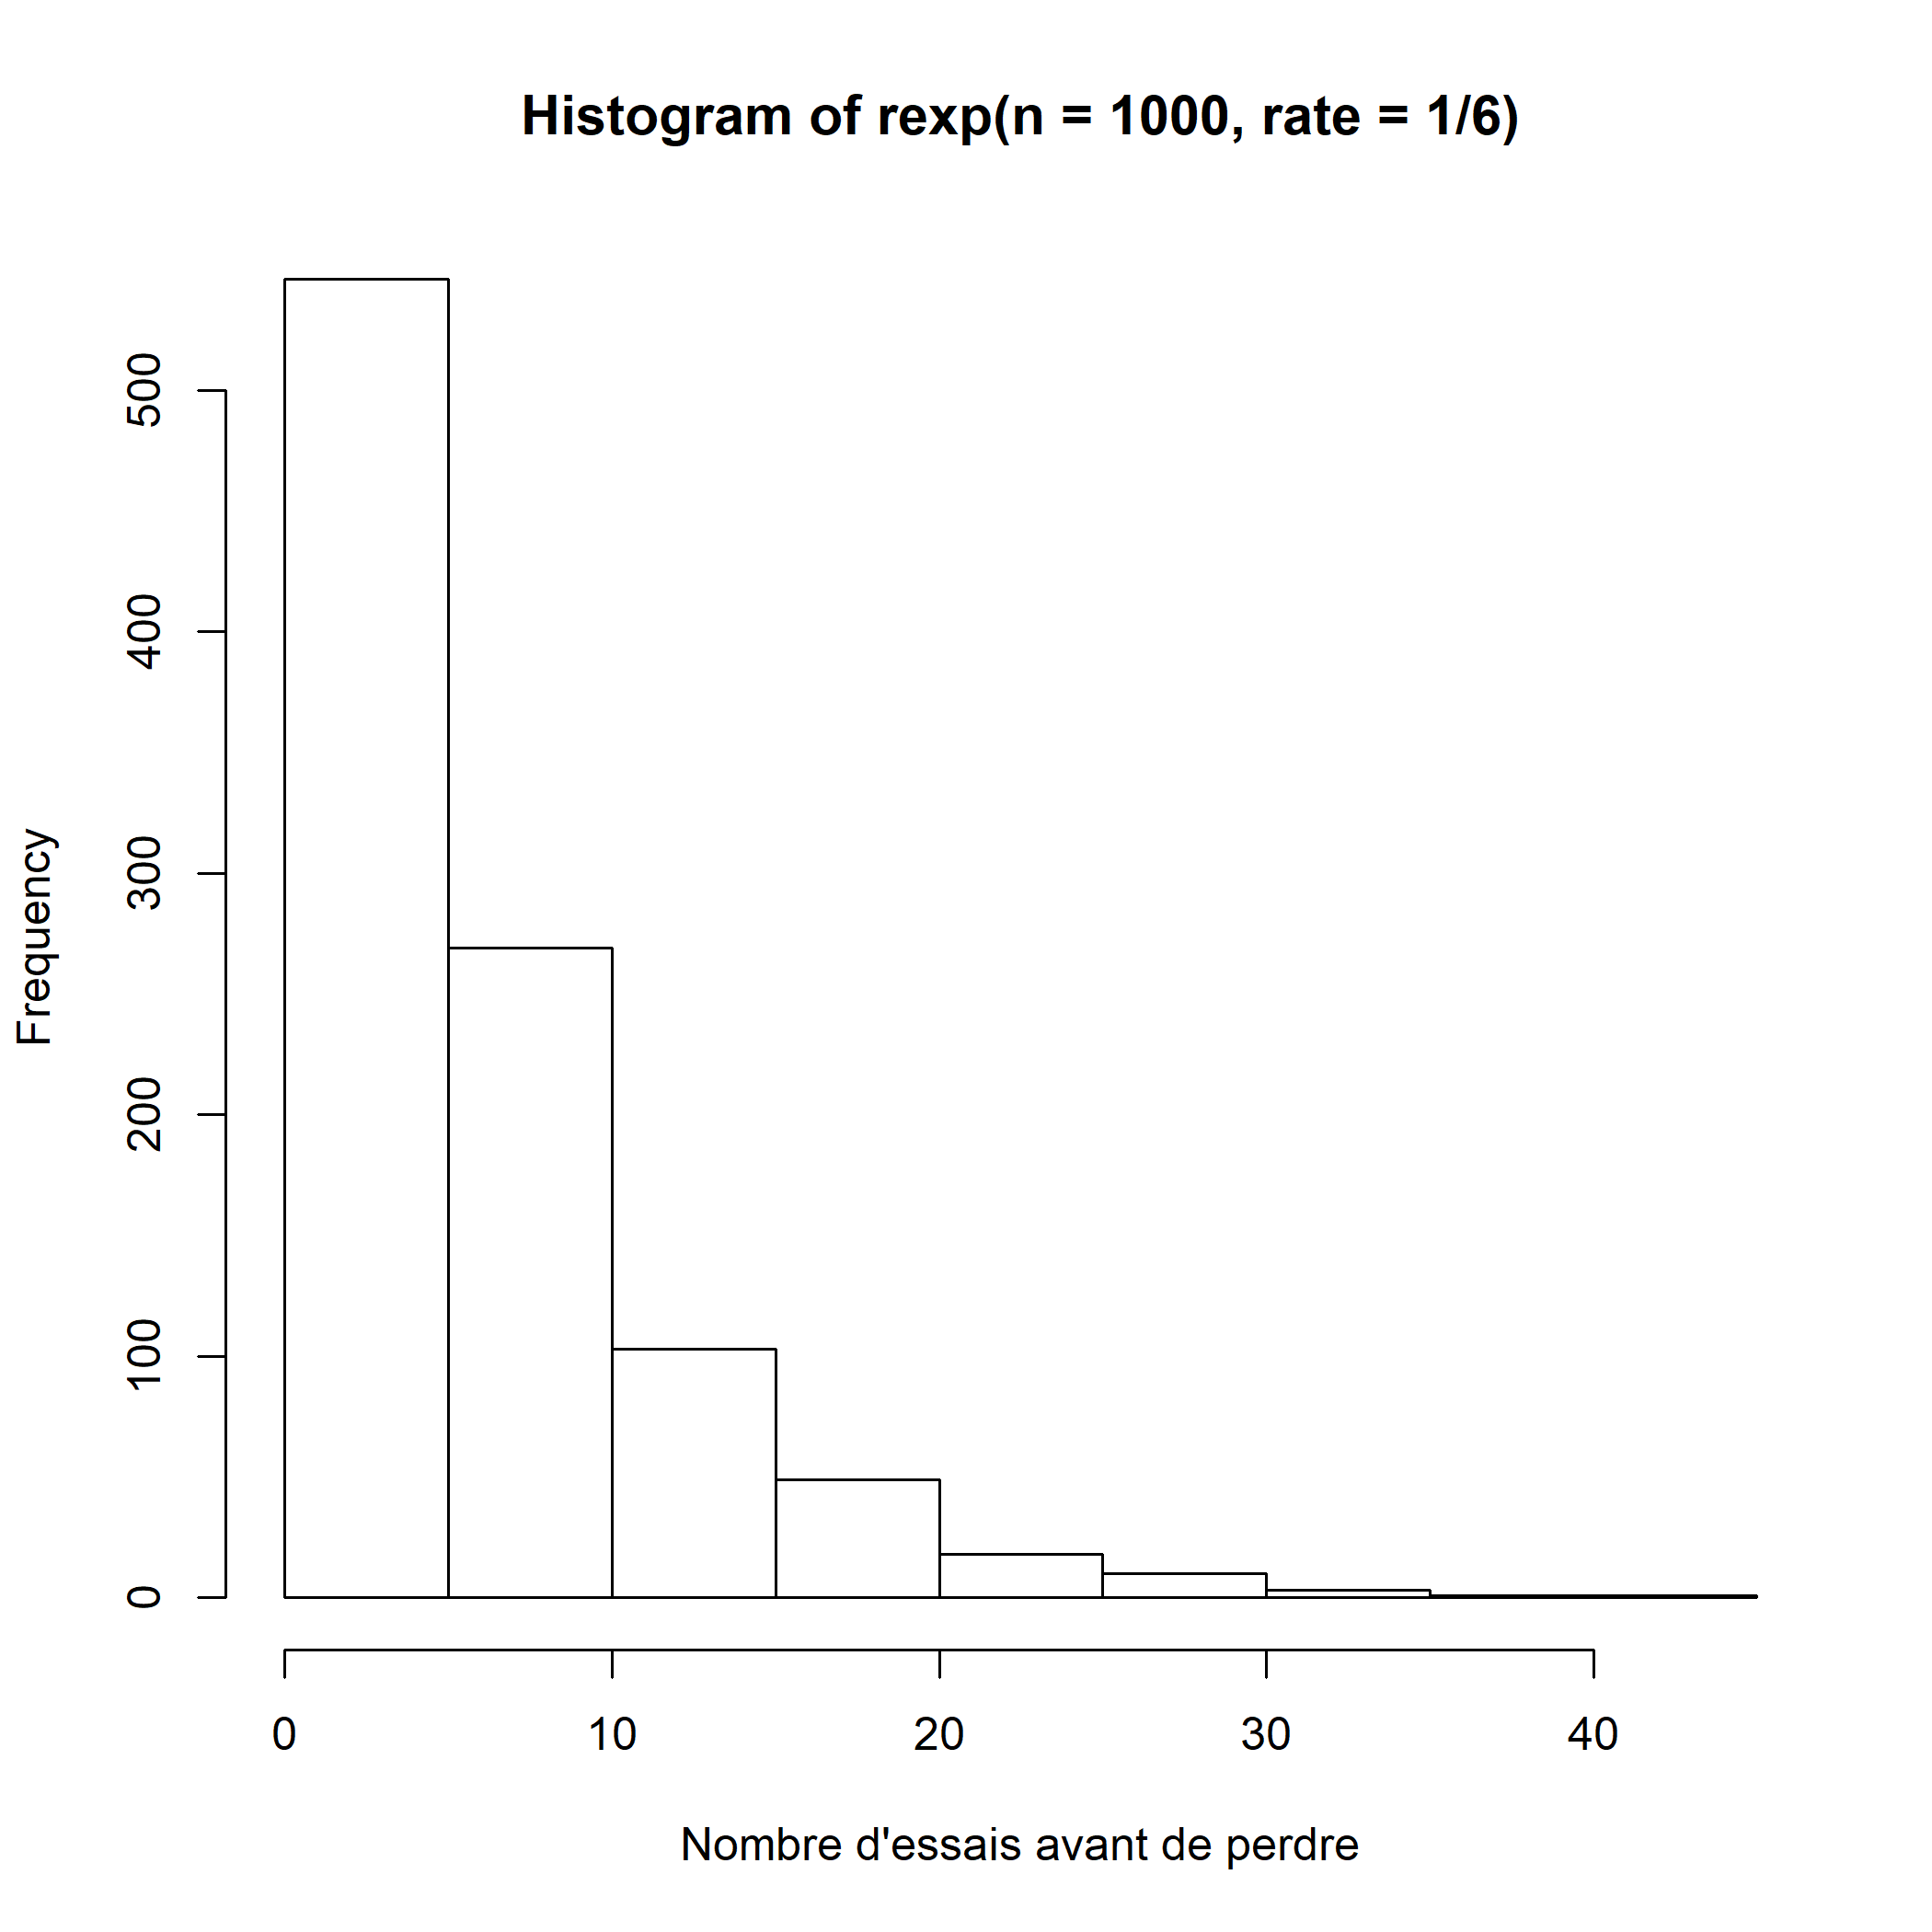 Histogram of rexp(n = 1000, rate = 1/6)
Frequency
500
400
300
200
100
0
0 10 20 30 40
Nombre d'essais avant de perdre